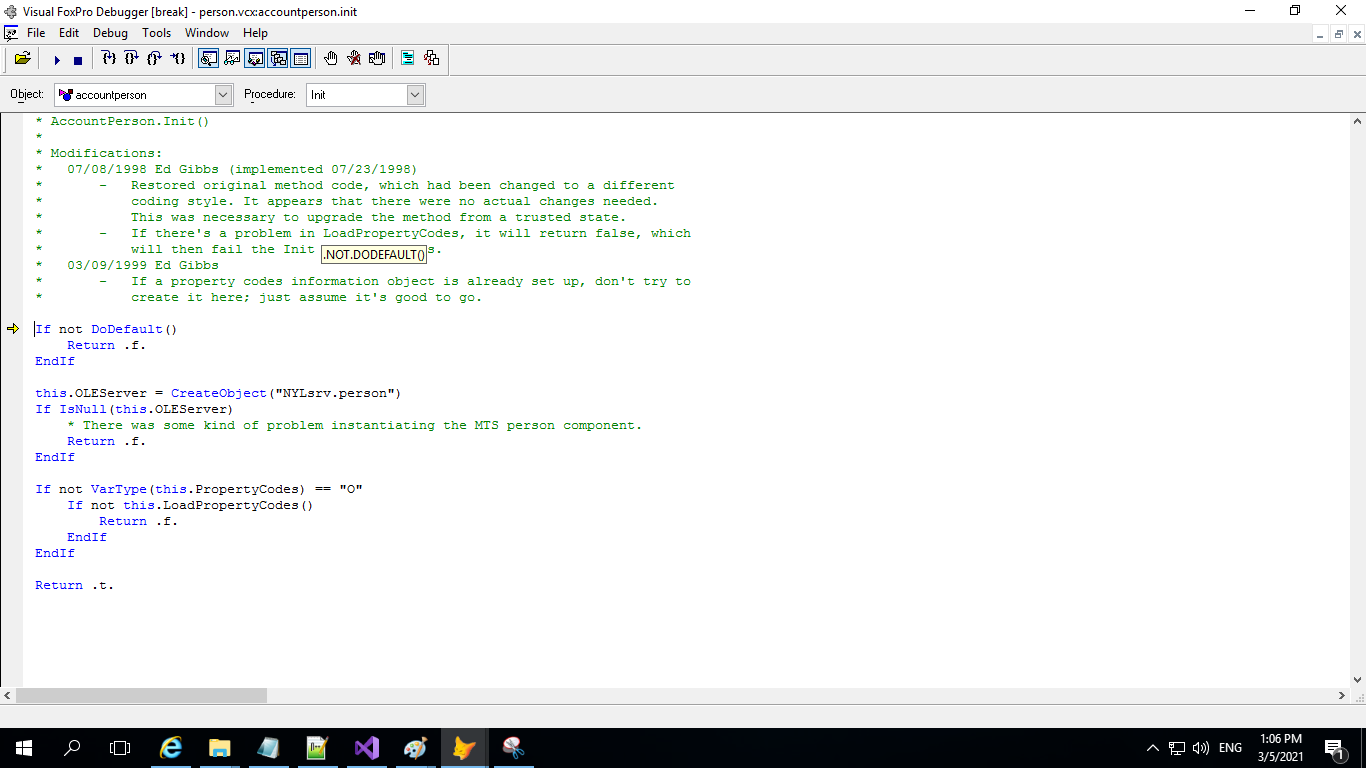 Visual FoxPro Debugger [break] - person.vcx:accountperson.init
File Edit Debug Tools Window Help
Object: accountperson Procedure: Init
* AccountPerson.Init()
*
* Modifications:
*   07/08/1998 Ed Gibbs (implemented 07/23/1998)
*       -   Restored original method code, which had been changed to a different
*           coding style. It appears that there were no actual changes needed.
*           This was necessary to upgrade the method from a trusted state.
*       -   If there's a problem in LoadPropertyCodes, it will return false, which
*           will then fail the Init .NOT.DODEFAULT() s.
*   03/09/1999 Ed Gibbs
*       -   If a property codes information object is already set up, don't try to
*           create it here; just assume it's good to go.
If not DoDefault()
    Return .f.
EndIf
this.OLEServer = CreateObject("NYLsrv.person")
If IsNull(this.OLEServer)
    * There was some kind of problem instantiating the MTS person component.
    Return .f.
EndIf
If not VarType(this.PropertyCodes) == "O"
    If not this.LoadPropertyCodes()
        Return .f.
    EndIf
EndIf
Return .t.
ENG
1:06 PM
3/5/2021
1